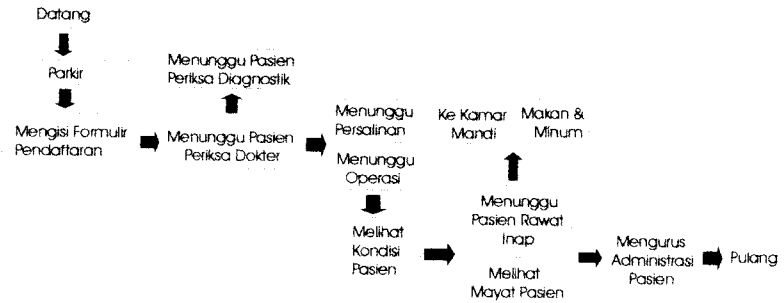 Datang
Parkir
Mengisi Formulir
Pendaftaran
Menunggu Pasien
Periksa Diagnostik
Menunggu Pasien
Periksa Dokter
Menunggu
Persalinan
Menunggu
Operasi
Melihat
Kondisi
Pasien
Ke Kamar
Mandi
Makan &
Minum
Menunggu
Pasien Rawat
Inap
Melihat
Mayat Pasien
Mengurus
Administrasi
Pasien
Pulang